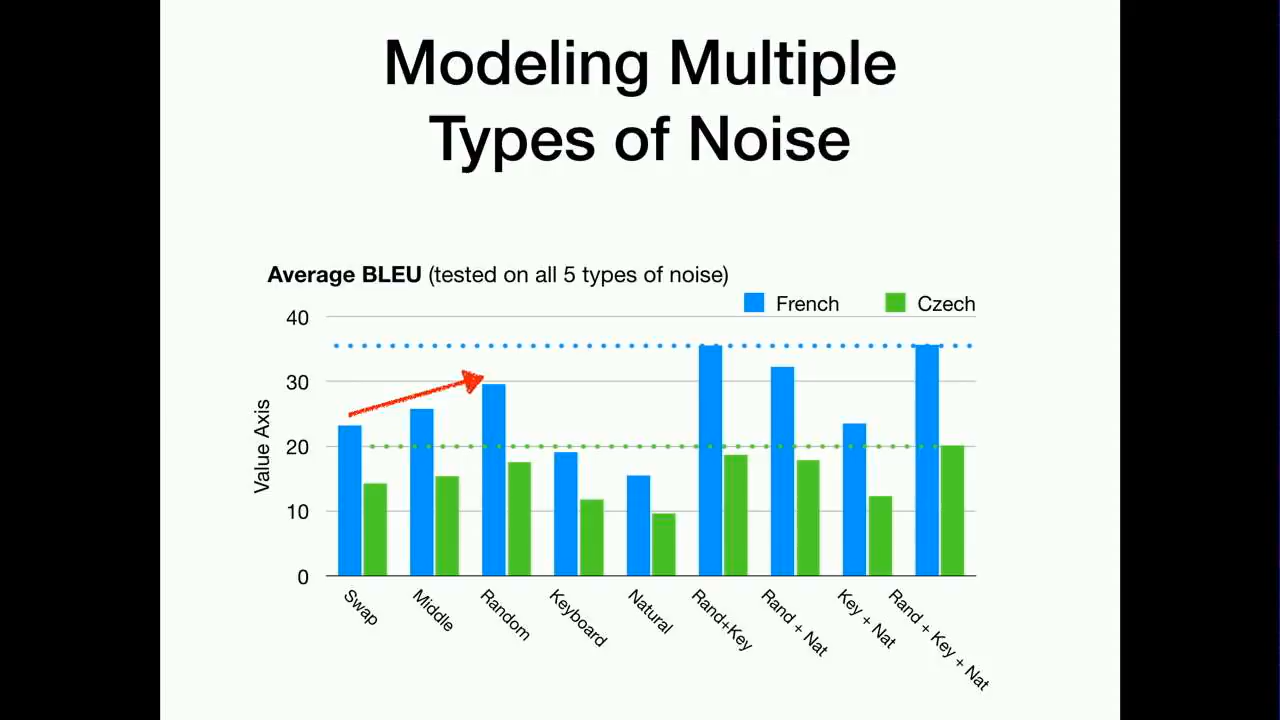 Modeling Multiple
Types of Noise
Average BLEU (tested on all 5 types of noise)
French
Czech
40
30
20
10
0
Value Axis
Swap
Middle
Random
Keyboard
Natural
Rand+Key
Rand + Nat
Key + Nat
Rand + Key + Nat